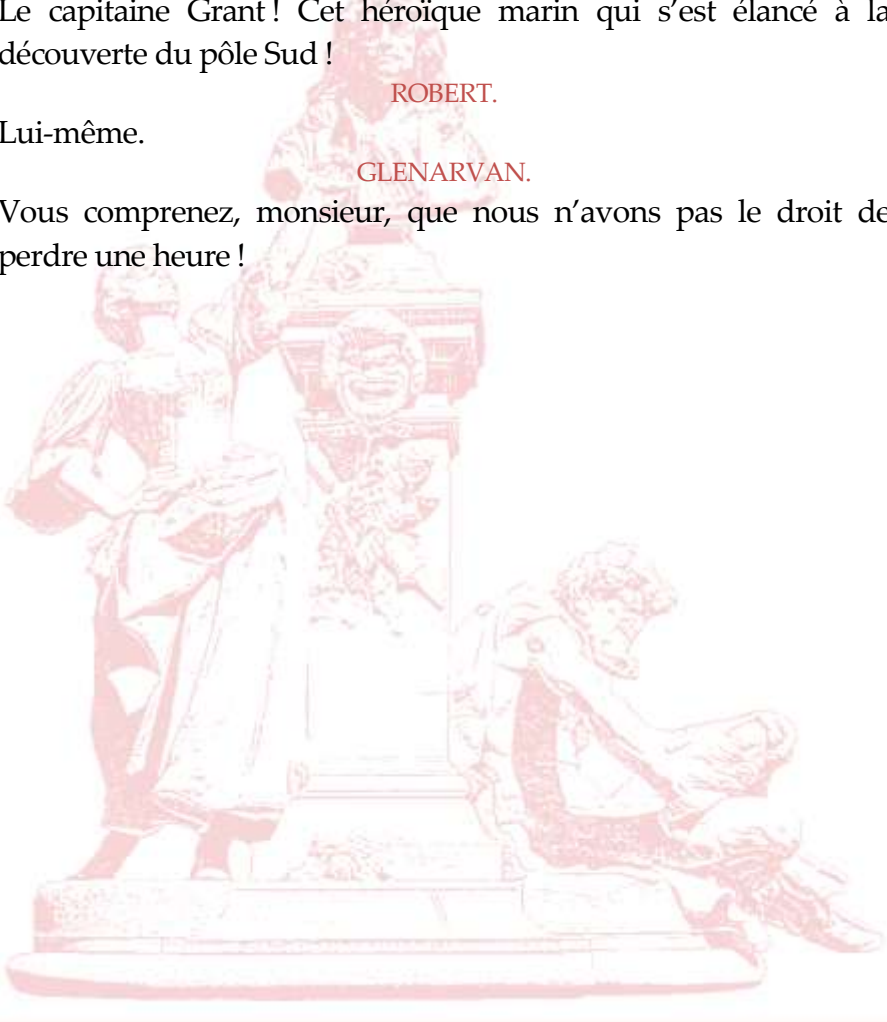 Le capitaine Grant ! Cet héroïque marin qui s’est élancé à la
découverte du pôle Sud !
ROBERT.
Lui-même.
GLENARVAN.
Vous comprenez, monsieur, que nous n’avons pas le droit de
perdre une heure !